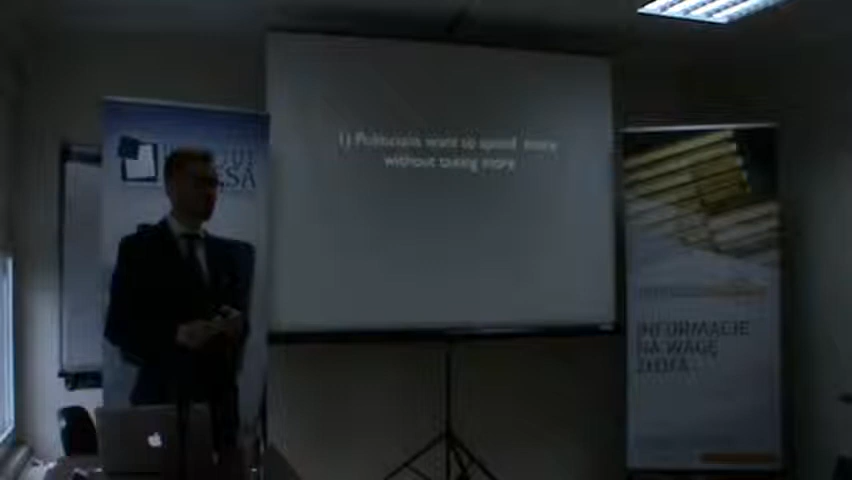 1) Politicians want to spend more
without taxing more
INFORMACJE
NA WAGĘ
ZŁOTA